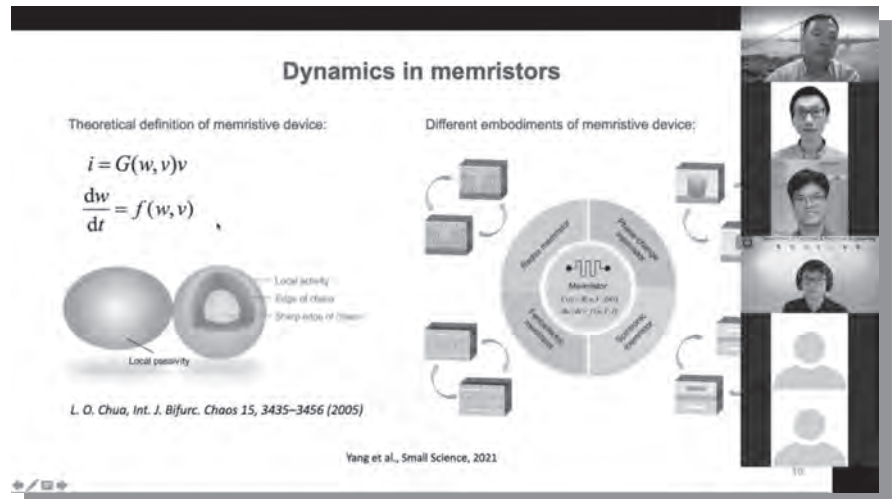 Dynamics in memristors
Theoretical definition of memristive device:
i = G(w, v)v
dw/dt = f(w, v)
Local activity
Edge of chaos
Sharp edge of chaos
Local passivity
L. O. Chua, Int. J. Bifurc. Chaos 15, 3435–3456 (2005)
Different embodiments of memristive device:
Redox memristor
Phase-change memristor
Memristor
Ferroelectric memristor
Spintronic memristor
Yang et al., Small Science, 2021
10